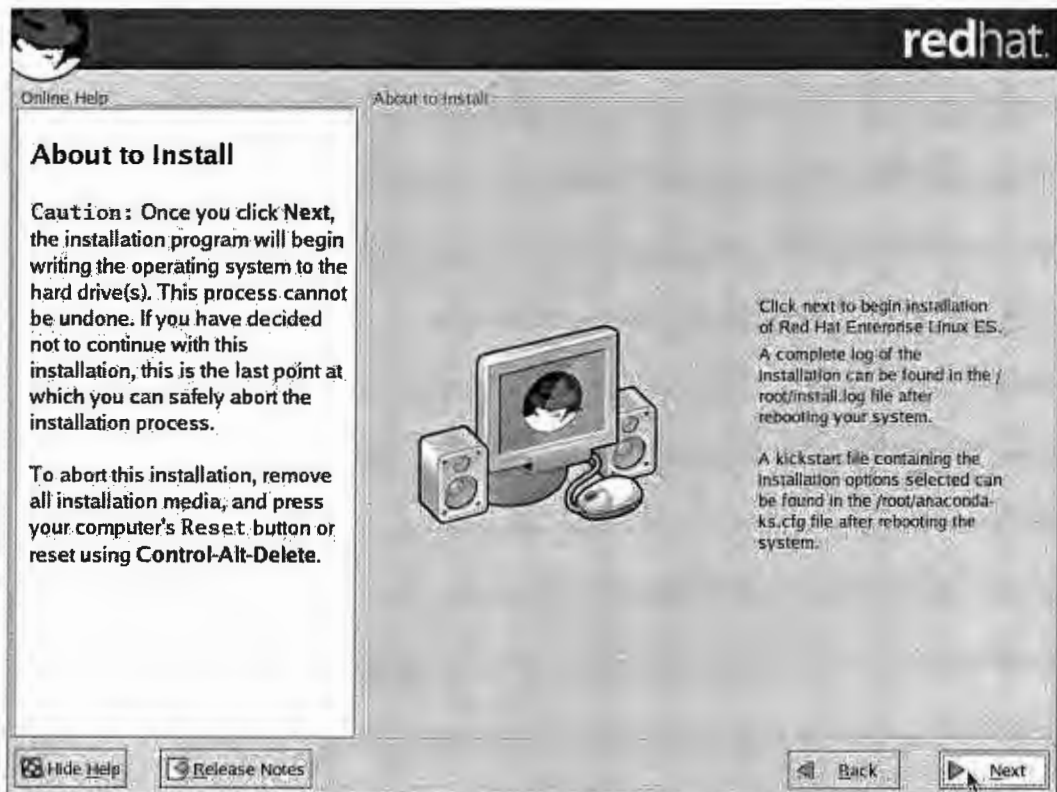 redhat.
Online Help
About to Install
About to Install
Caution: Once you click Next,
the installation program will begin
writing the operating system to the
hard drive(s). This process cannot
be undone. If you have decided
not to continue with this
installation, this is the last point at
which you can safely abort the
installation process.
To abort this installation, remove
all installation media, and press
your computer's Reset button or
reset using Control-Alt-Delete.
Click next to begin installation
of Red Hat Enterprise Linux ES.
A complete log of the
installation can be found in the /
root/install.log file after
rebooting your system.
A kickstart file containing the
installation options selected can
be found in the /root/anaconda-
ks.cfg file after rebooting the
system.
Hide Help
Release Notes
Back
Next